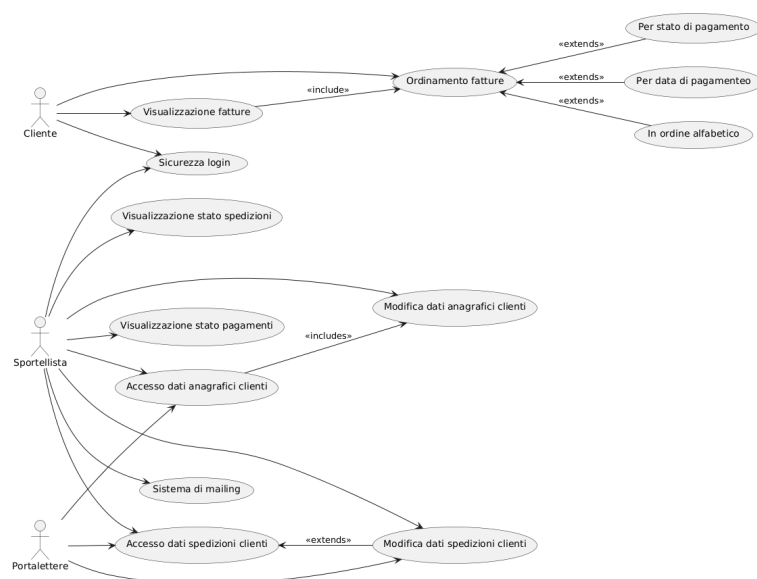 «extends»
Per stato di pagamento
«extends»
Per data di pagamenteo
«extends»
In ordine alfabetico
Ordinamento fatture
«include»
Visualizzazione fatture
Cliente
Sicurezza login
Visualizzazione stato spedizioni
Modifica dati anagrafici clienti
Visualizzazione stato pagamenti
«includes»
Sportellista
Accesso dati anagrafici clienti
Sistema di mailing
Accesso dati spedizioni clienti
«extends»
Modifica dati spedizioni clienti
Portalettere